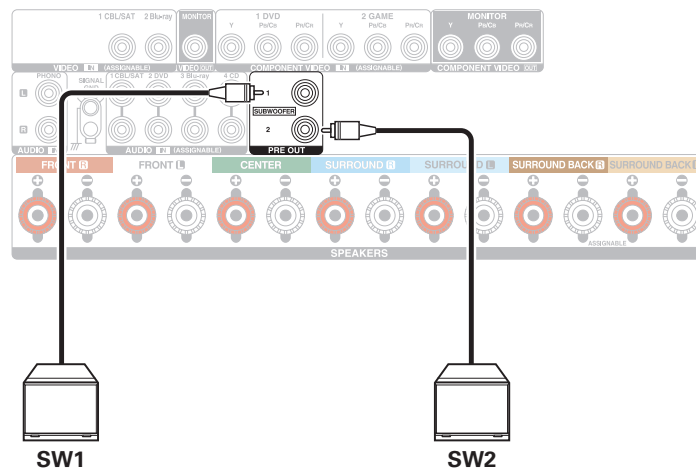 1 CBL/SAT 2 Blu-ray MONITOR 1 DVD 2 GAME MONITOR
Y PB/CB PR/CR Y PB/CB PR/CR Y PB/CB PR/CR
VIDEO IN (ASSIGNABLE) VIDEO OUT COMPONENT VIDEO IN (ASSIGNABLE) COMPONENT VIDEO OUT
PHONO SIGNAL GND 1 CBL/SAT 2 DVD 3 Blu-ray 4 CD
L 1
SUBWOOFER
R 2
AUDIO IN AUDIO IN (ASSIGNABLE) PRE OUT
FRONT R FRONT L CENTER SURROUND R SURROUND L SURROUND BACK R SURROUND BACK
+ − + − + − + − + − + − + −
ASSIGNABLE
SPEAKERS
SW1 SW2